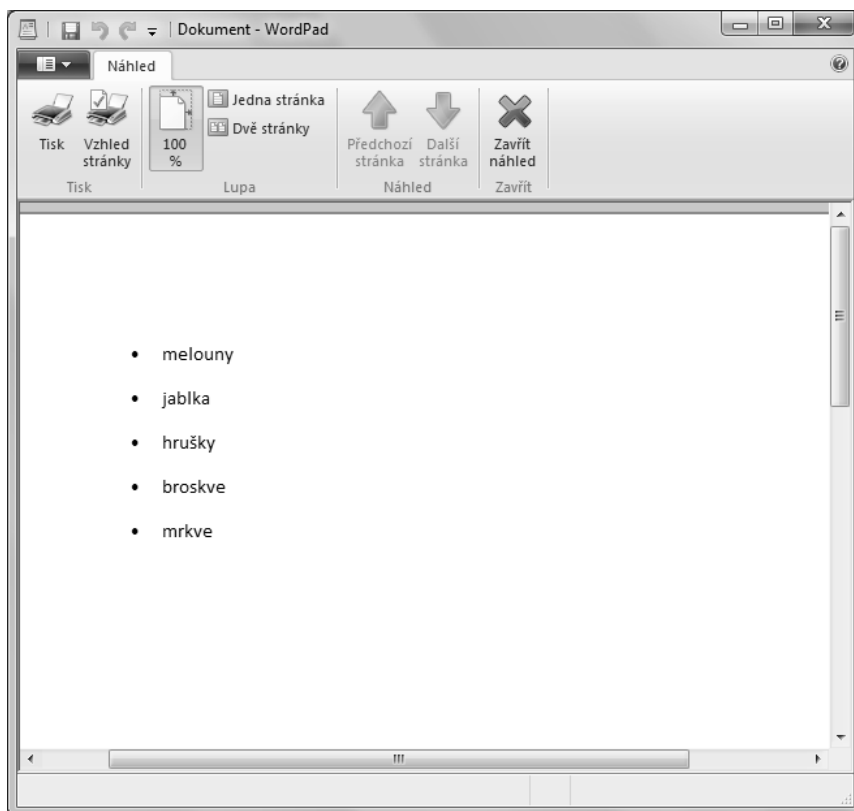 Dokument - WordPad
Náhled
Tisk
Vzhled
stránky
100
%
Jedna stránka
Dvě stránky
Předchozí
stránka
Další
stránka
Zavřít
náhled
Tisk
Lupa
Náhled
Zavřít
• melouny
• jablka
• hrušky
• broskve
• mrkve